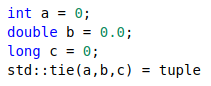 int a = 0;
double b = 0.0;
long c = 0;
std::tie(a,b,c) = tuple